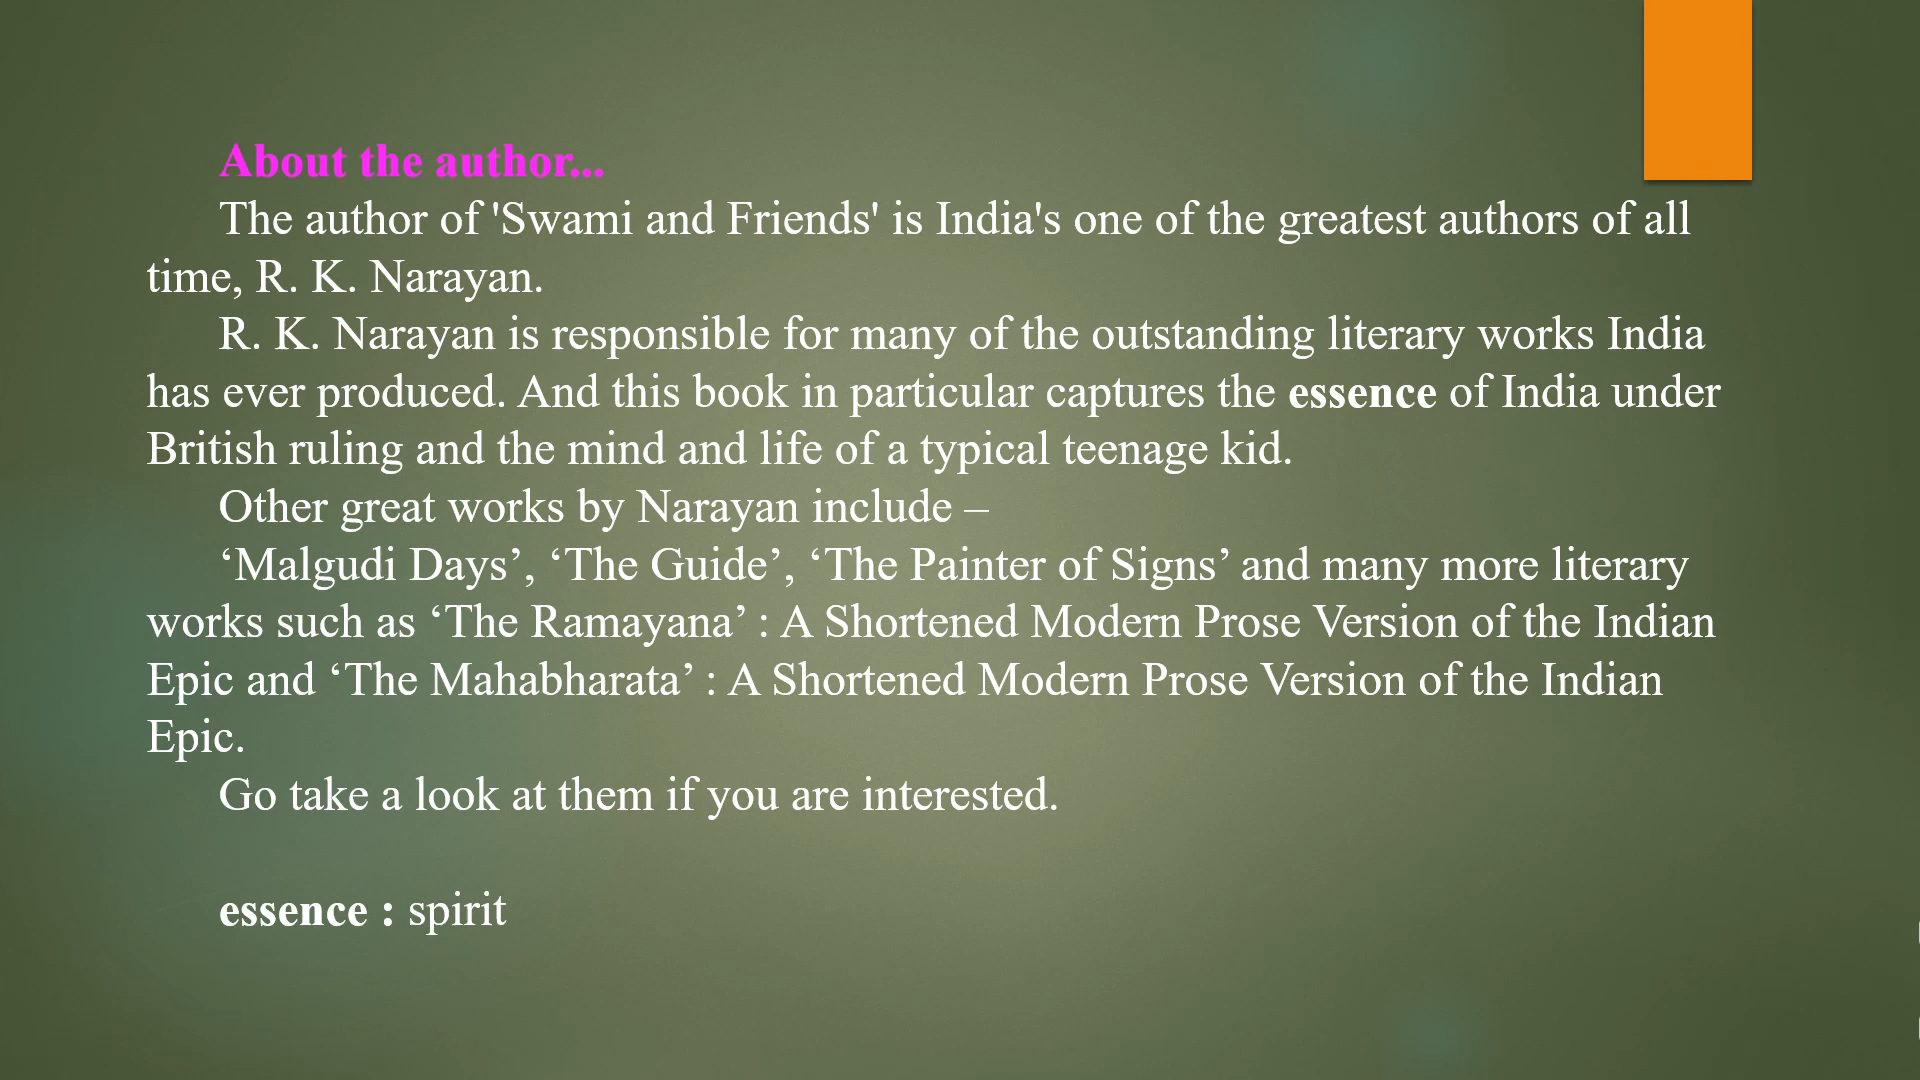 About the author...
The author of 'Swami and Friends' is India's one of the greatest authors of all
time, R. K. Narayan.
R. K. Narayan is responsible for many of the outstanding literary works India
has ever produced. And this book in particular captures the essence of India under
British ruling and the mind and life of a typical teenage kid.
Other great works by Narayan include –
‘Malgudi Days’, ‘The Guide’, ‘The Painter of Signs’ and many more literary
works such as ‘The Ramayana’ : A Shortened Modern Prose Version of the Indian
Epic and ‘The Mahabharata’ : A Shortened Modern Prose Version of the Indian
Epic.
Go take a look at them if you are interested.
essence : spirit